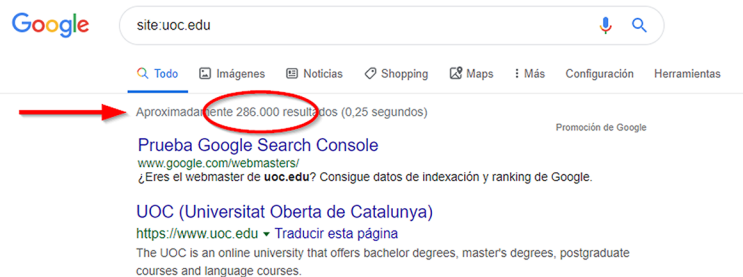 Google site:uoc.edu
Todo Imágenes Noticias Shopping Maps Más Configuración Herramientas
Aproximadamente 286.000 resultados (0,25 segundos)
Promoción de Google
Prueba Google Search Console
www.google.com/webmasters/
¿Eres el webmaster de uoc.edu? Consigue datos de indexación y ranking de Google.
UOC (Universitat Oberta de Catalunya)
https://www.uoc.edu Traducir esta página
The UOC is an online university that offers bachelor degrees, master's degrees, postgraduate
courses and language courses.